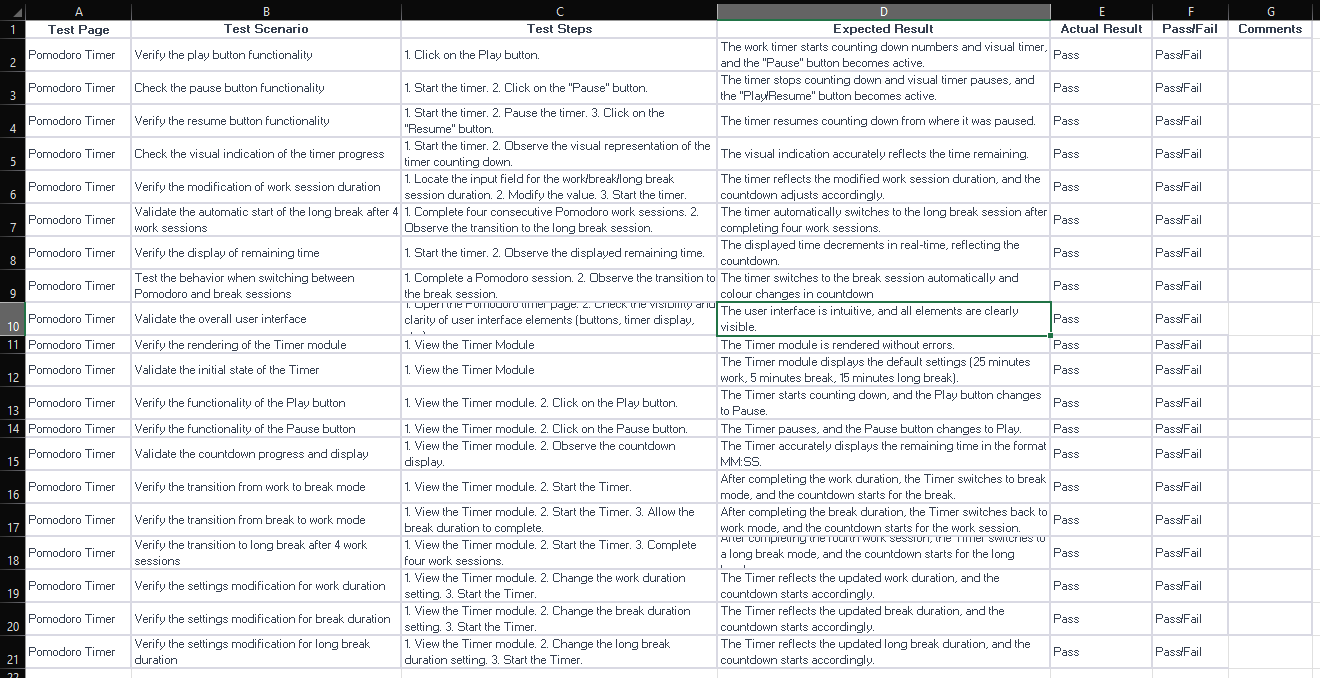 A B C D E F G
1 Test Page Test Scenario Test Steps Expected Result Actual Result Pass/Fail Comments
2 Pomodoro Timer Verify the play button functionality 1. Click on the Play button. The work timer starts counting down numbers and visual timer, and the "Pause" button becomes active. Pass Pass/Fail
3 Pomodoro Timer Check the pause button functionality 1. Start the timer. 2. Click on the "Pause" button. The timer stops counting down and visual timer pauses, and the "Play/Resume" button becomes active. Pass Pass/Fail
4 Pomodoro Timer Verify the resume button functionality 1. Start the timer. 2. Pause the timer. 3. Click on the "Resume" button. The timer resumes counting down from where it was paused. Pass Pass/Fail
5 Pomodoro Timer Check the visual indication of the timer progress 1. Start the timer. 2. Observe the visual representation of the timer counting down. The visual indication accurately reflects the time remaining. Pass Pass/Fail
6 Pomodoro Timer Verify the modification of work session duration 1. Locate the input field for the work/break/long break session duration. 2. Modify the value. 3. Start the timer. The timer reflects the modified work session duration, and the countdown adjusts accordingly. Pass Pass/Fail
7 Pomodoro Timer Validate the automatic start of the long break after 4 work sessions 1. Complete four consecutive Pomodoro work sessions. 2. Observe the transition to the long break session. The timer automatically switches to the long break session after completing four work sessions. Pass Pass/Fail
8 Pomodoro Timer Verify the display of remaining time 1. Start the timer. 2. Observe the displayed remaining time. The displayed time decrements in real-time, reflecting the countdown. Pass Pass/Fail
9 Pomodoro Timer Test the behavior when switching between Pomodoro and break sessions 1. Complete a Pomodoro session. 2. Observe the transition to the break session. The timer switches to the break session automatically and colour changes in countdown Pass Pass/Fail
10 Pomodoro Timer Validate the overall user interface 1. Open the Pomodoro timer page. 2. Check the visibility and clarity of user interface elements (buttons, timer display, The user interface is intuitive, and all elements are clearly visible. Pass Pass/Fail
11 Pomodoro Timer Verify the rendering of the Timer module 1. View the Timer Module The Timer module is rendered without errors. Pass Pass/Fail
12 Pomodoro Timer Validate the initial state of the Timer 1. View the Timer Module The Timer module displays the default settings (25 minutes work, 5 minutes break, 15 minutes long break). Pass Pass/Fail
13 Pomodoro Timer Verify the functionality of the Play button 1. View the Timer module. 2. Click on the Play button. The Timer starts counting down, and the Play button changes to Pause. Pass Pass/Fail
14 Pomodoro Timer Verify the functionality of the Pause button 1. View the Timer module. 2. Click on the Pause button. The Timer pauses, and the Pause button changes to Play. Pass Pass/Fail
15 Pomodoro Timer Validate the countdown progress and display 1. View the Timer module. 2. Observe the countdown display. The Timer accurately displays the remaining time in the format MM:SS. Pass Pass/Fail
16 Pomodoro Timer Verify the transition from work to break mode 1. View the Timer module. 2. Start the Timer. After completing the work duration, the Timer switches to break mode, and the countdown starts for the break. Pass Pass/Fail
17 Pomodoro Timer Verify the transition from break to work mode 1. View the Timer module. 2. Start the Timer. 3. Allow the break duration to complete. After completing the break duration, the Timer switches back to work mode, and the countdown starts for the work session. Pass Pass/Fail
18 Pomodoro Timer Verify the transition to long break after 4 work sessions 1. View the Timer module. 2. Start the Timer. 3. Complete four work sessions. After completing the fourth work session, the Timer switches to a long break mode, and the countdown starts for the long Pass Pass/Fail
19 Pomodoro Timer Verify the settings modification for work duration 1. View the Timer module. 2. Change the work duration setting. 3. Start the Timer. The Timer reflects the updated work duration, and the countdown starts accordingly. Pass Pass/Fail
20 Pomodoro Timer Verify the settings modification for break duration 1. View the Timer module. 2. Change the break duration setting. 3. Start the Timer. The Timer reflects the updated break duration, and the countdown starts accordingly. Pass Pass/Fail
21 Pomodoro Timer Verify the settings modification for long break duration 1. View the Timer module. 2. Change the long break duration setting. 3. Start the Timer. The Timer reflects the updated long break duration, and the countdown starts accordingly. Pass Pass/Fail
22